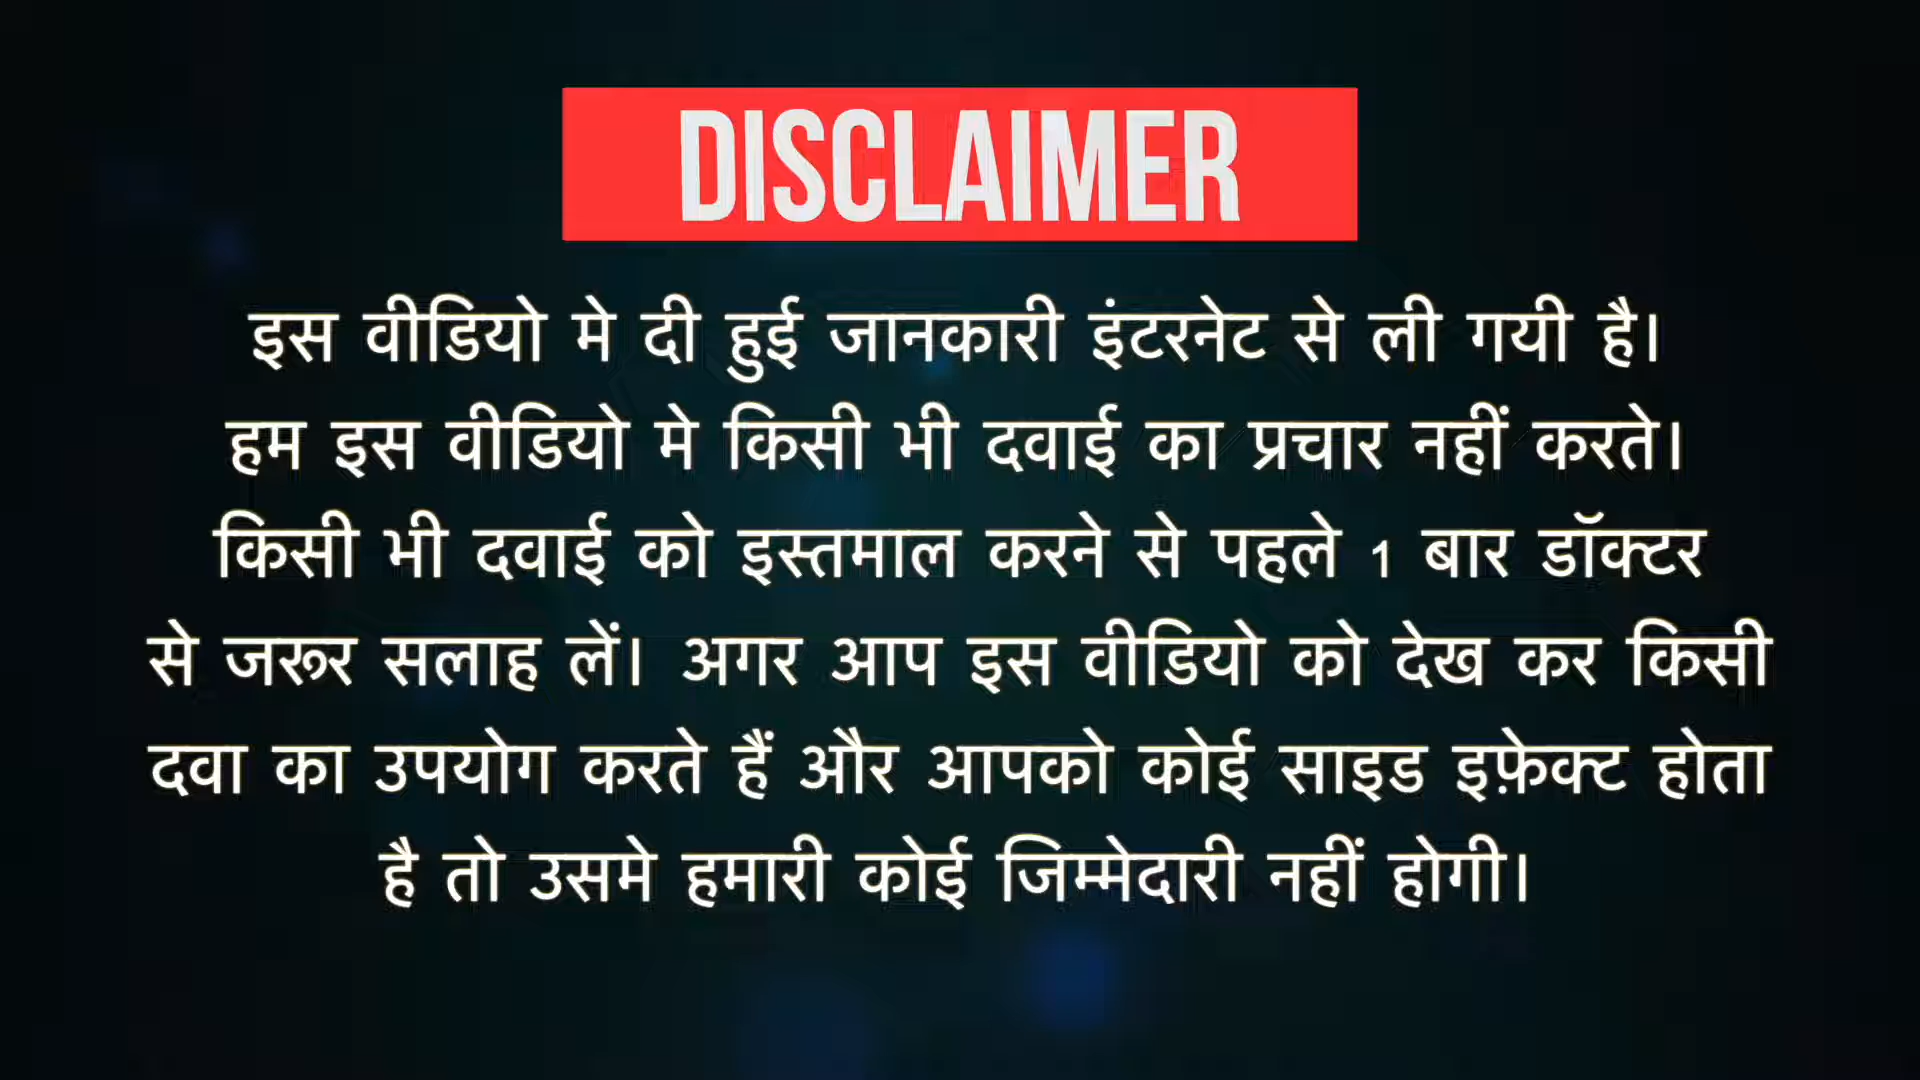 DISCLAIMER
इस वीडियो मे दी हुई जानकारी इंटरनेट से ली गयी है।
हम इस वीडियो मे किसी भी दवाई का प्रचार नहीं करते।
किसी भी दवाई को इस्तमाल करने से पहले 1 बार डॉक्टर
से जरूर सलाह लें। अगर आप इस वीडियो को देख कर किसी
दवा का उपयोग करते हैं और आपको कोई साइड इफ़ेक्ट होता
है तो उसमे हमारी कोई जिम्मेदारी नहीं होगी।